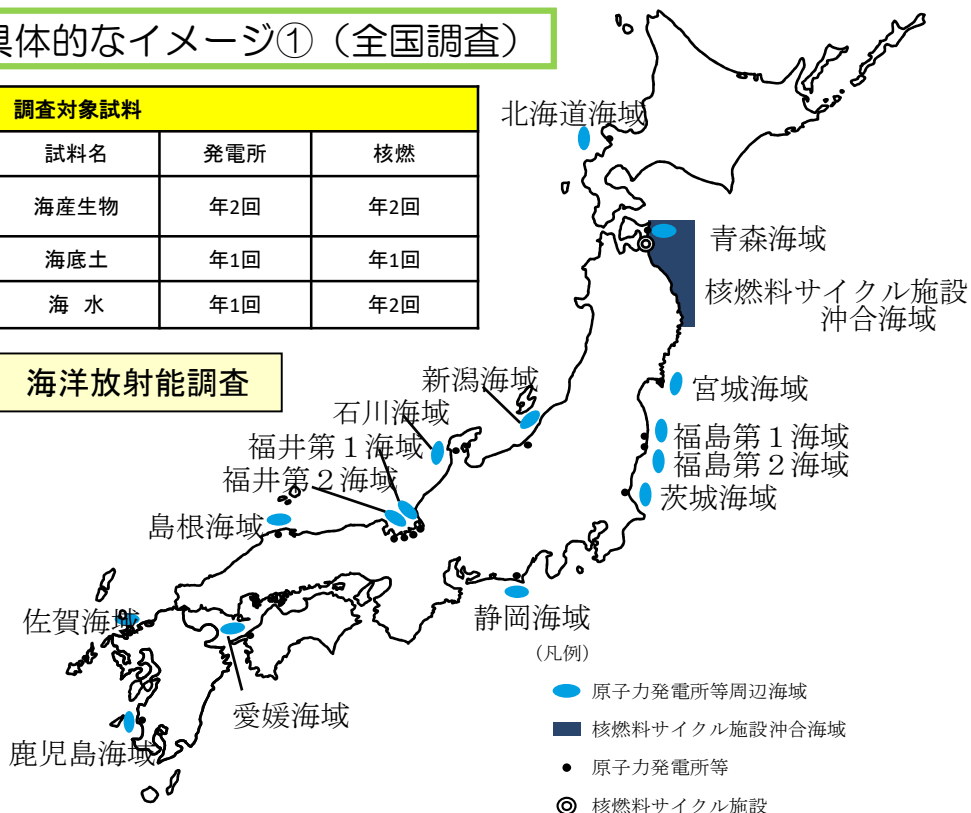 具体的なイメージ①（全国調査）
調査対象試料
試料名 発電所 核燃
海産生物 年2回 年2回
海底土 年1回 年1回
海 水 年1回 年2回
海洋放射能調査
北海道海域
青森海域
核燃料サイクル施設
沖合海域
宮城海域
福島第１海域
福島第２海域
茨城海域
新潟海域
石川海域
福井第１海域
福井第２海域
島根海域
佐賀海域
静岡海域
愛媛海域
鹿児島海域
（凡例）
原子力発電所等周辺海域
核燃料サイクル施設沖合海域
原子力発電所等
核燃料サイクル施設